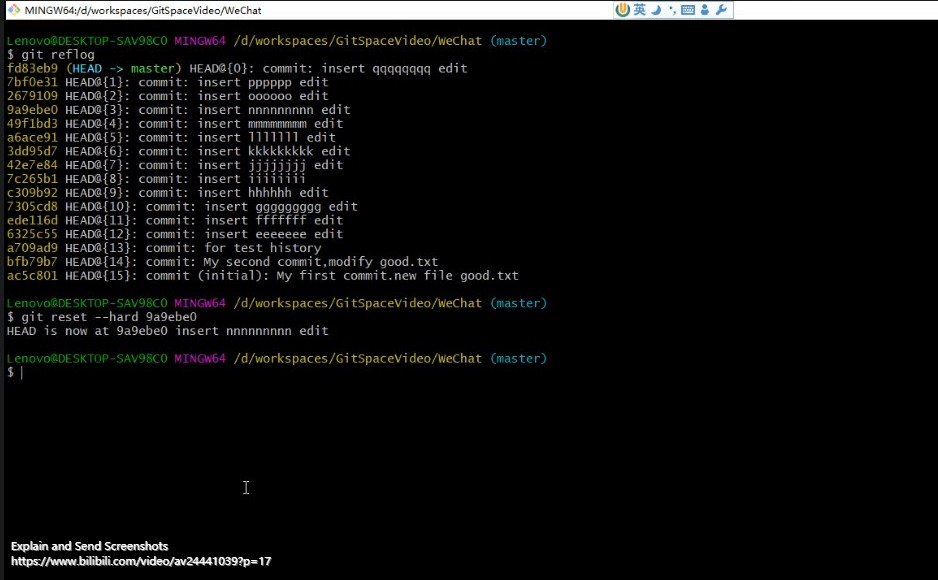 MINGW64:/d/workspaces/GitSpaceVideo/WeChat
英
Lenovo@DESKTOP-SAV98CO MINGW64 /d/workspaces/GitSpaceVideo/WeChat (master)
$ git reflog
fd83eb9 (HEAD -> master) HEAD@{0}: commit: insert qqqqqqqq edit
7bf0e31 HEAD@{1}: commit: insert pppppp edit
2679109 HEAD@{2}: commit: insert oooooo edit
9a9ebe0 HEAD@{3}: commit: insert nnnnnnnnn edit
49f1bd3 HEAD@{4}: commit: insert mmmmmmmm edit
a6ace91 HEAD@{5}: commit: insert lllllll edit
3dd95d7 HEAD@{6}: commit: insert kkkkkkkkk edit
42e7e84 HEAD@{7}: commit: insert jjjjjjjj edit
7c265b1 HEAD@{8}: commit: insert iiiiiiii
c309b92 HEAD@{9}: commit: insert hhhhhh edit
7305cd8 HEAD@{10}: commit: insert ggggggggg edit
ede116d HEAD@{11}: commit: insert fffffff edit
6325c55 HEAD@{12}: commit: insert eeeeeee edit
a709ad9 HEAD@{13}: commit: for test history
bfb79b7 HEAD@{14}: commit: My second commit,modify good.txt
ac5c801 HEAD@{15}: commit (initial): My first commit.new file good.txt
Lenovo@DESKTOP-SAV98CO MINGW64 /d/workspaces/GitSpaceVideo/WeChat (master)
$ git reset --hard 9a9ebe0
HEAD is now at 9a9ebe0 insert nnnnnnnnn edit
Lenovo@DESKTOP-SAV98CO MINGW64 /d/workspaces/GitSpaceVideo/WeChat (master)
$
Explain and Send Screenshots
https://www.bilibili.com/video/av24441039?p=17